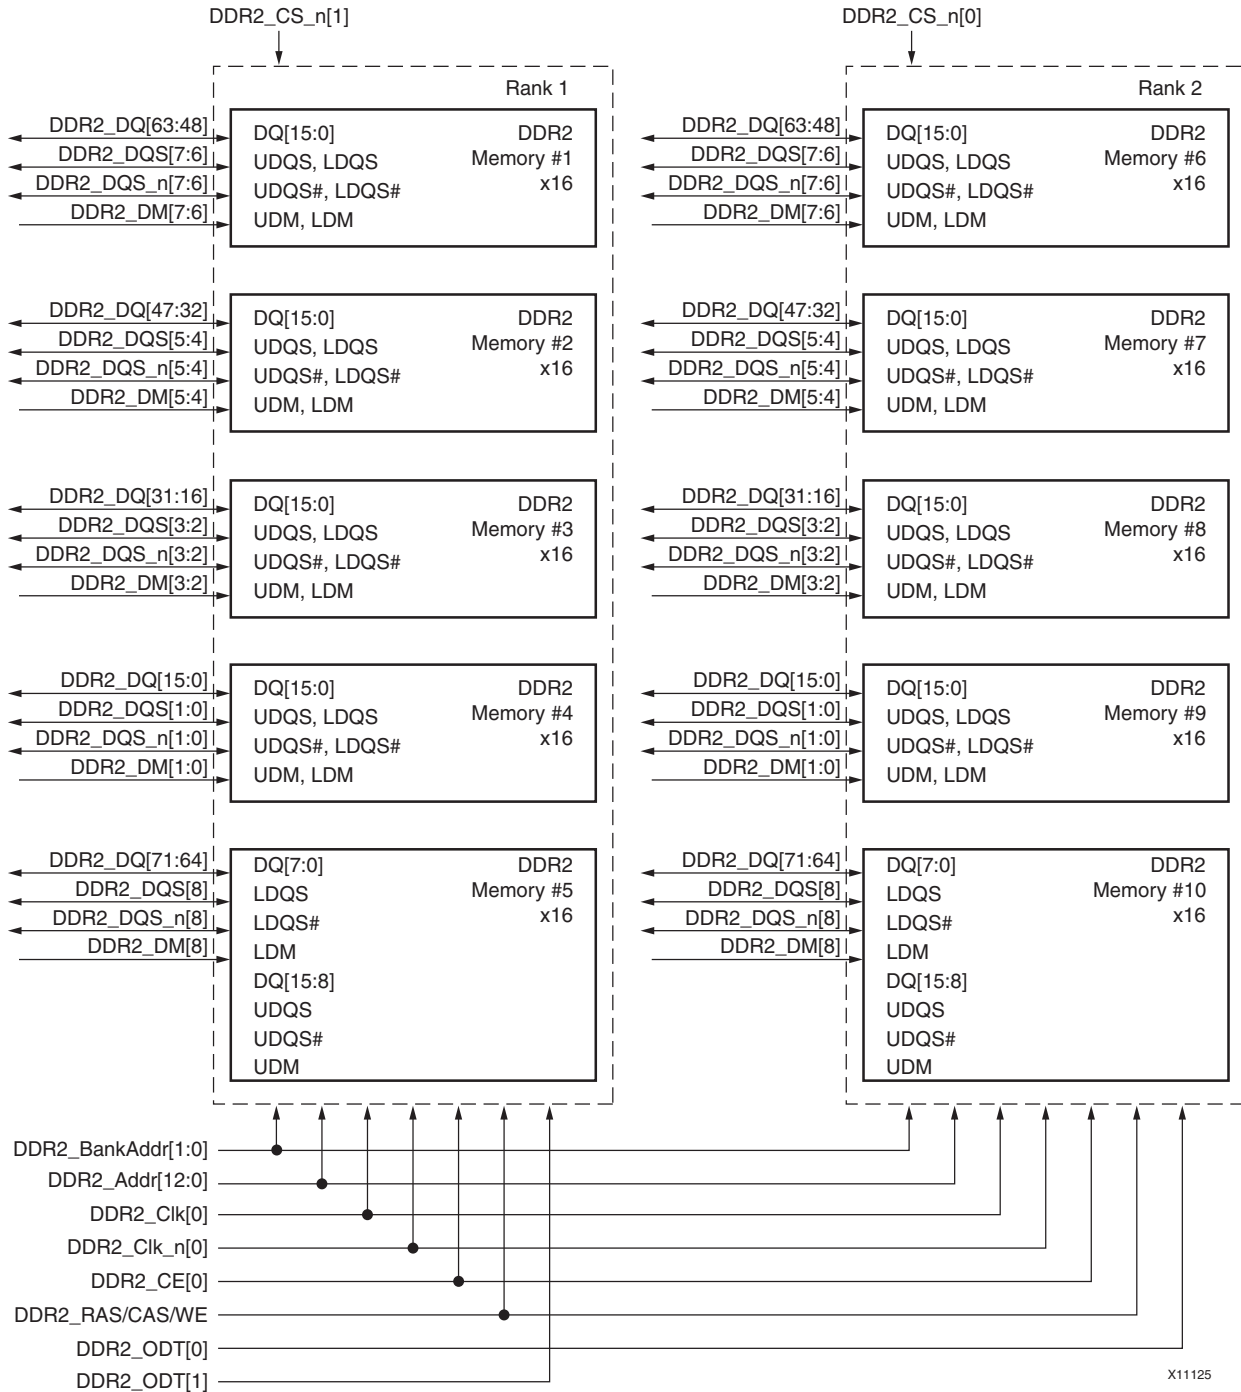 DDR2_CS_n[1]
DDR2_CS_n[0]
Rank 1
DDR2_DQ[63:48]
DDR2_DQS[7:6]
DDR2_DQS_n[7:6]
DDR2_DM[7:6]
DQ[15:0]
UDQS, LDQS
UDQS#, LDQS#
UDM, LDM
DDR2
Memory #1
x16
DDR2_DQ[47:32]
DDR2_DQS[5:4]
DDR2_DQS_n[5:4]
DDR2_DM[5:4]
DQ[15:0]
UDQS, LDQS
UDQS#, LDQS#
UDM, LDM
DDR2
Memory #2
x16
DDR2_DQ[31:16]
DDR2_DQS[3:2]
DDR2_DQS_n[3:2]
DDR2_DM[3:2]
DQ[15:0]
UDQS, LDQS
UDQS#, LDQS#
UDM, LDM
DDR2
Memory #3
x16
DDR2_DQ[15:0]
DDR2_DQS[1:0]
DDR2_DQS_n[1:0]
DDR2_DM[1:0]
DQ[15:0]
UDQS, LDQS
UDQS#, LDQS#
UDM, LDM
DDR2
Memory #4
x16
DDR2_DQ[71:64]
DDR2_DQS[8]
DDR2_DQS_n[8]
DDR2_DM[8]
DQ[7:0]
LDQS
LDQS#
LDM
DQ[15:8]
UDQS
UDQS#
UDM
DDR2
Memory #5
x16
Rank 2
DDR2_DQ[63:48]
DDR2_DQS[7:6]
DDR2_DQS_n[7:6]
DDR2_DM[7:6]
DQ[15:0]
UDQS, LDQS
UDQS#, LDQS#
UDM, LDM
DDR2
Memory #6
x16
DDR2_DQ[47:32]
DDR2_DQS[5:4]
DDR2_DQS_n[5:4]
DDR2_DM[5:4]
DQ[15:0]
UDQS, LDQS
UDQS#, LDQS#
UDM, LDM
DDR2
Memory #7
x16
DDR2_DQ[31:16]
DDR2_DQS[3:2]
DDR2_DQS_n[3:2]
DDR2_DM[3:2]
DQ[15:0]
UDQS, LDQS
UDQS#, LDQS#
UDM, LDM
DDR2
Memory #8
x16
DDR2_DQ[15:0]
DDR2_DQS[1:0]
DDR2_DQS_n[1:0]
DDR2_DM[1:0]
DQ[15:0]
UDQS, LDQS
UDQS#, LDQS#
UDM, LDM
DDR2
Memory #9
x16
DDR2_DQ[71:64]
DDR2_DQS[8]
DDR2_DQS_n[8]
DDR2_DM[8]
DQ[7:0]
LDQS
LDQS#
LDM
DQ[15:8]
UDQS
UDQS#
UDM
DDR2
Memory #10
x16
DDR2_BankAddr[1:0]
DDR2_Addr[12:0]
DDR2_Clk[0]
DDR2_Clk_n[0]
DDR2_CE[0]
DDR2_RAS/CAS/WE
DDR2_ODT[0]
DDR2_ODT[1]
X11125